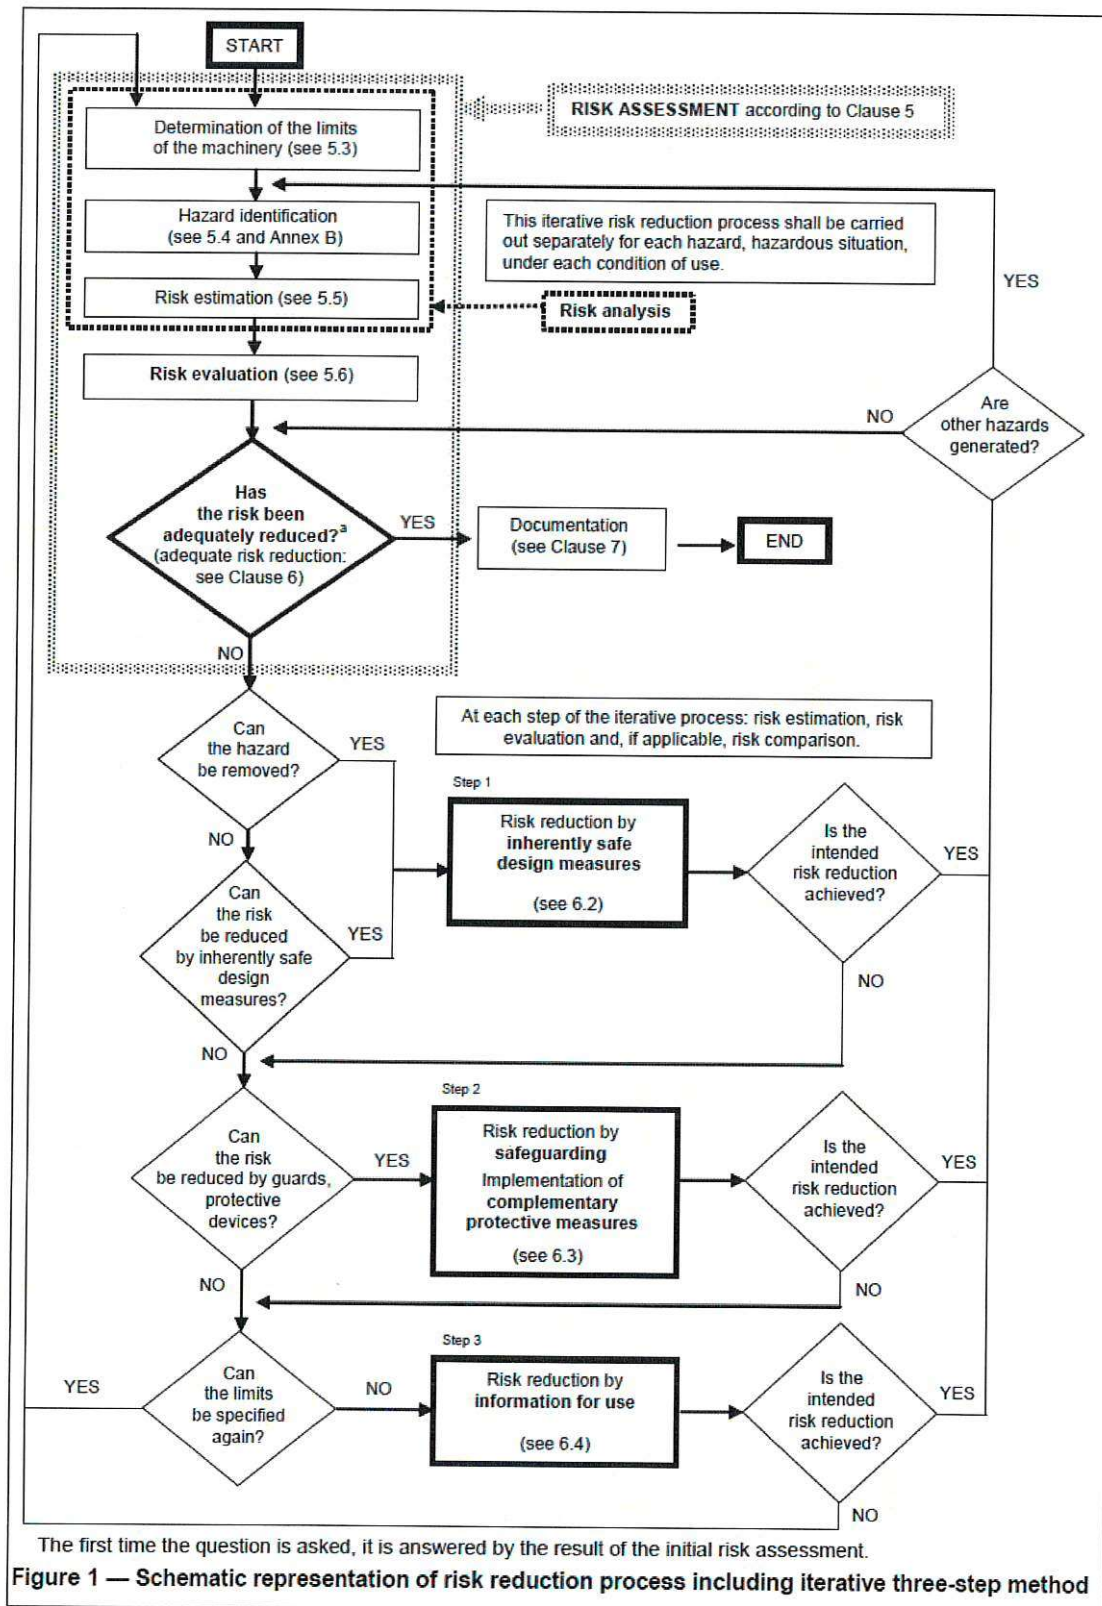 START
RISK ASSESSMENT according to Clause 5
Determination of the limits
of the machinery (see 5.3)
Hazard identification
(see 5.4 and Annex B)
This iterative risk reduction process shall be carried
out separately for each hazard, hazardous situation,
under each condition of use.
YES
Risk estimation (see 5.5)
Risk analysis
Risk evaluation (see 5.6)
NO
Are
other hazards
generated?
Has
the risk been
adequately reduced?a
(adequate risk reduction:
see Clause 6)
YES
Documentation
(see Clause 7)
END
NO
Can
the hazard
be removed?
YES
At each step of the iterative process: risk estimation, risk
evaluation and, if applicable, risk comparison.
Step 1
Risk reduction by
inherently safe
design measures
(see 6.2)
Is the
intended
risk reduction
achieved?
YES
NO
Can
the risk
be reduced
by inherently safe
design
measures?
YES
NO
NO
Step 2
Can
the risk
be reduced by guards,
protective
devices?
YES
Risk reduction by
safeguarding
Implementation of
complementary
protective measures
(see 6.3)
Is the
intended
risk reduction
achieved?
YES
NO
NO
Step 3
YES
Can
the limits
be specified
again?
NO
Risk reduction by
information for use
(see 6.4)
Is the
intended
risk reduction
achieved?
YES
NO
The first time the question is asked, it is answered by the result of the initial risk assessment.
Figure 1 — Schematic representation of risk reduction process including iterative three-step method